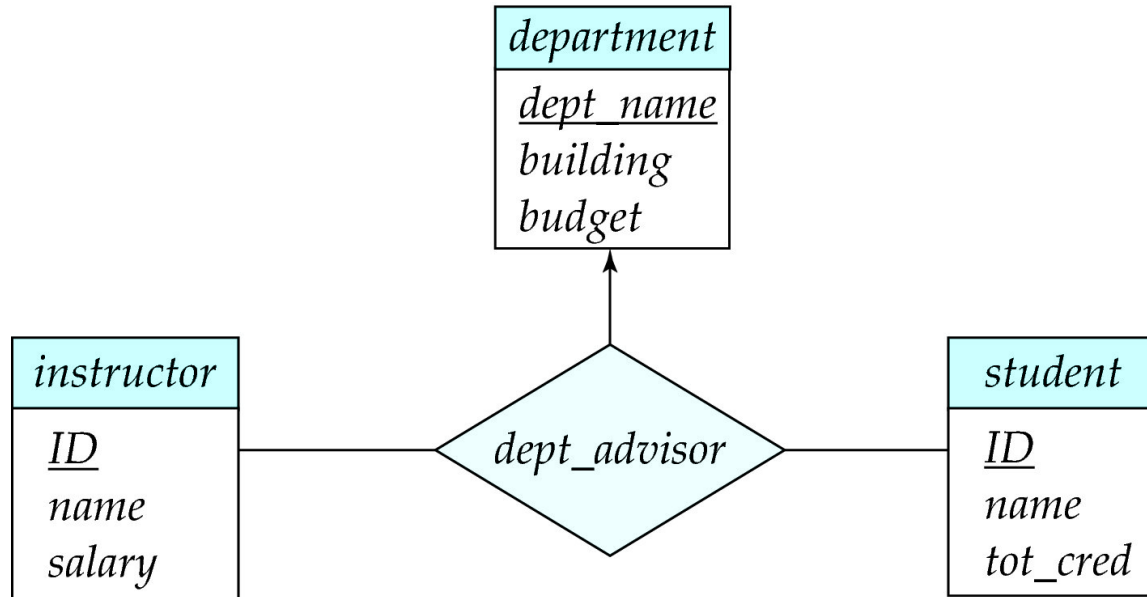 department
dept_name
building
budget
instructor
ID
name
salary
dept_advisor
student
ID
name
tot_cred